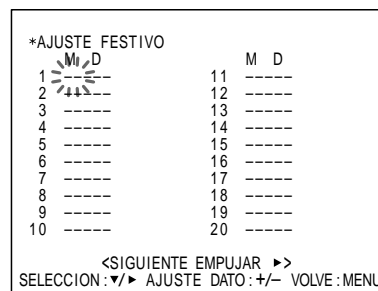 *AJUSTE FESTIVO
M D M D
1 ----- 11 -----
2 ----- 12 -----
3 ----- 13 -----
4 ----- 14 -----
5 ----- 15 -----
6 ----- 16 -----
7 ----- 17 -----
8 ----- 18 -----
9 ----- 19 -----
10 ----- 20 -----
<SIGUIENTE EMPUJAR ►>
SELECCION:▼/► AJUSTE DATO:+/– VOLVE:MENU